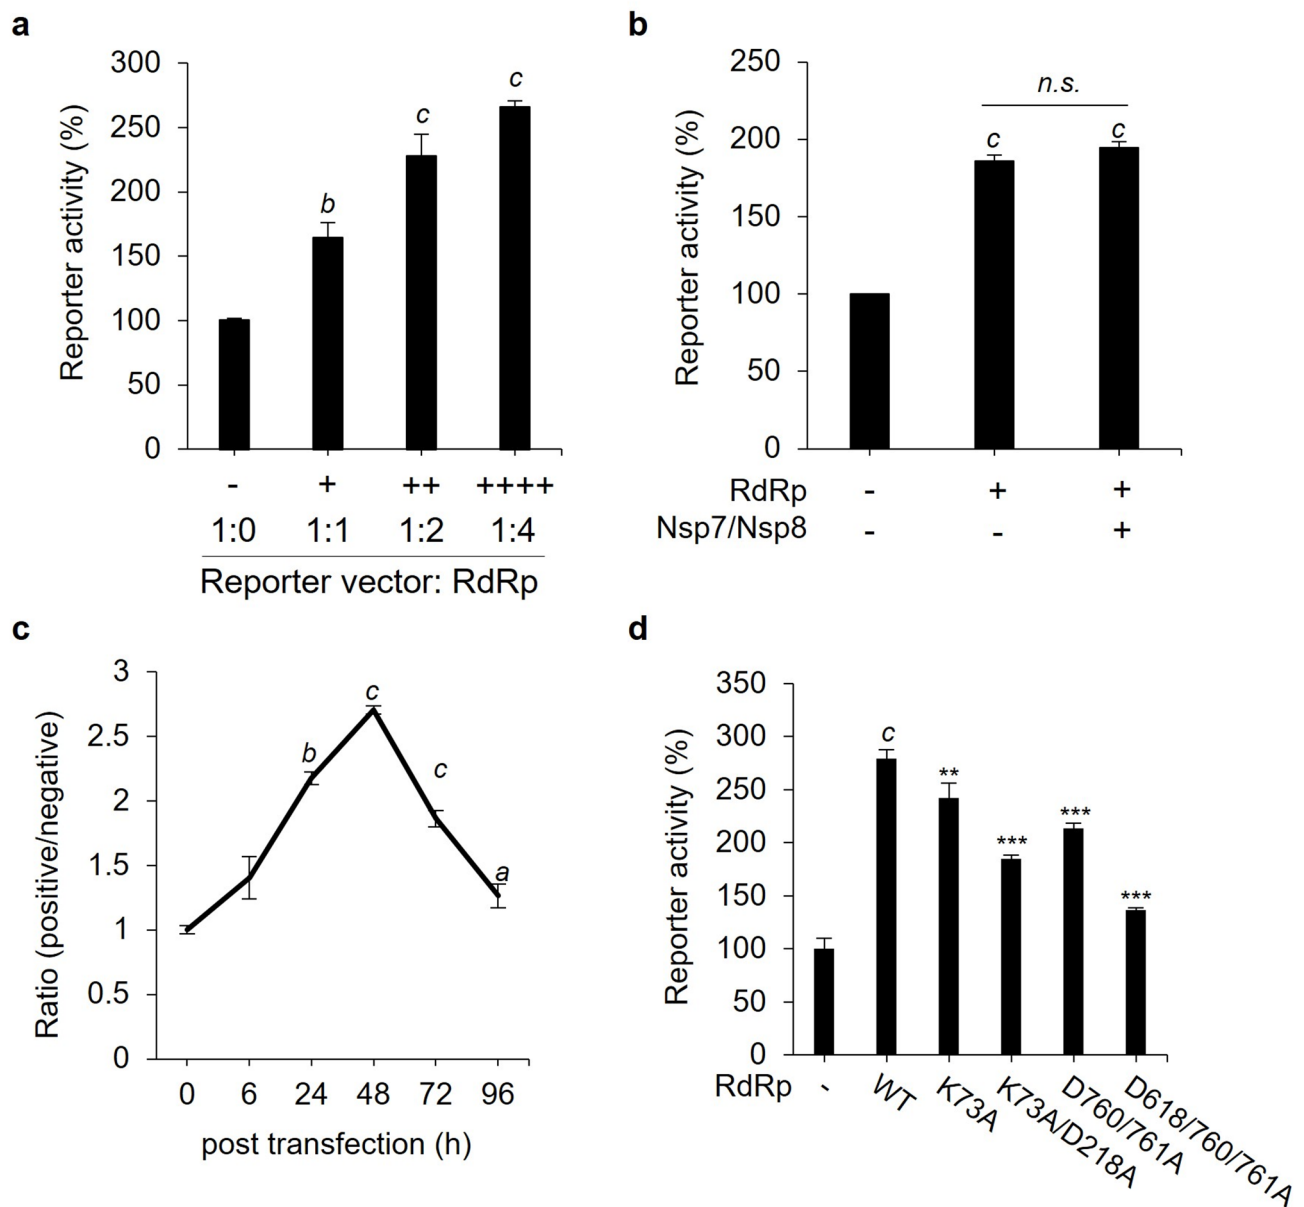 a
300
250
200
150
100
50
0
Reporter activity (%)
b
c
c
- + ++ ++++
1:0 1:1 1:2 1:4
Reporter vector: RdRp
b
250
200
150
100
50
0
Reporter activity (%)
n.s.
c
c
RdRp - + +
Nsp7/Nsp8 - - +
c
3
2.5
2
1.5
1
0.5
0
Ratio (positive/negative)
b
c
c
a
0 6 24 48 72 96
post transfection (h)
d
350
300
250
200
150
100
50
0
Reporter activity (%)
c
**
***
***
***
RdRp - WT K73A K73A/D218A D760/761A D618/760/761A